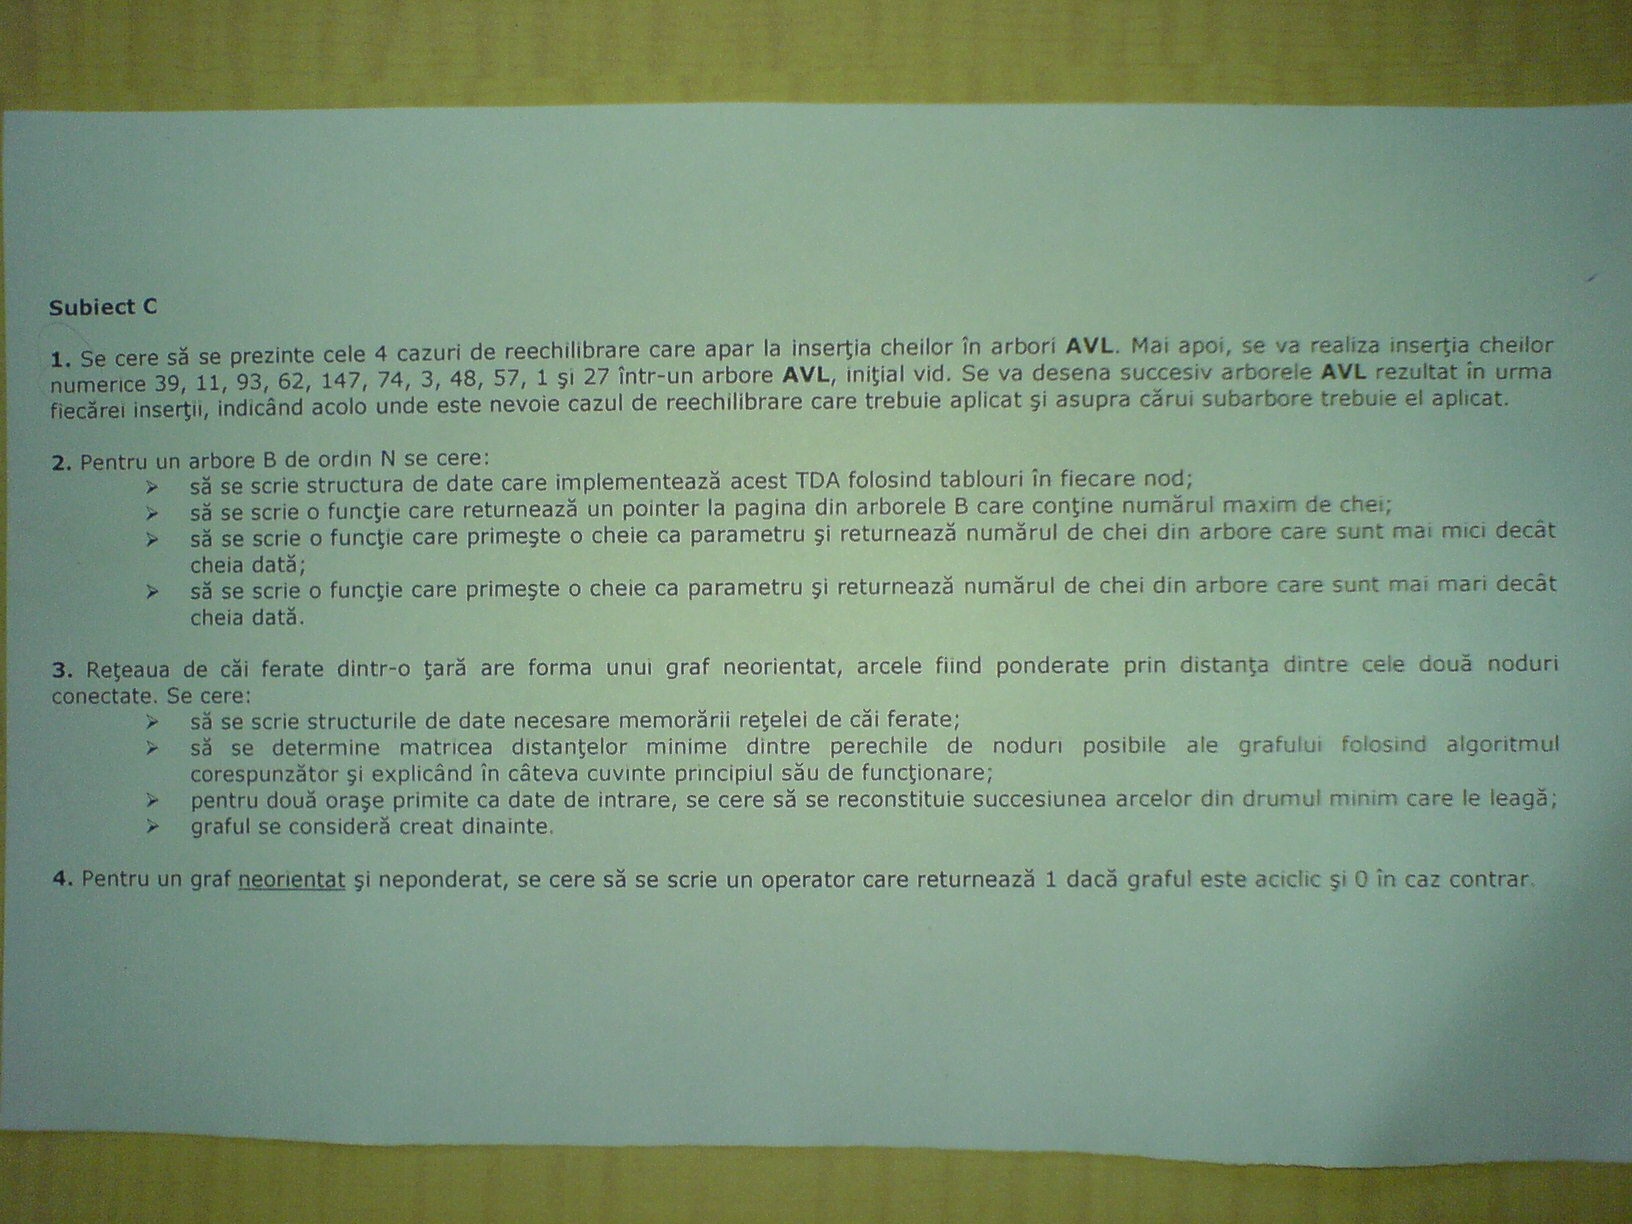 Subiect C
1. Se cere să se prezinte cele 4 cazuri de reechilibrare care apar la inserţia cheilor în arbori AVL. Mai apoi, se va realiza inserţia cheilor
numerice 39, 11, 93, 62, 147, 74, 3, 48, 57, 1 şi 27 într-un arbore AVL, iniţial vid. Se va desena succesiv arborele AVL rezultat în urma
fiecărei inserţii, indicând acolo unde este nevoie cazul de reechilibrare care trebuie aplicat şi asupra cărui subarbore trebuie el aplicat.
2. Pentru un arbore B de ordin N se cere:
➢ să se scrie structura de date care implementează acest TDA folosind tablouri în fiecare nod;
➢ să se scrie o funcţie care returnează un pointer la pagina din arborele B care conţine numărul maxim de chei;
➢ să se scrie o funcţie care primeşte o cheie ca parametru şi returnează numărul de chei din arbore care sunt mai mici decât
cheia dată;
➢ să se scrie o funcţie care primeşte o cheie ca parametru şi returnează numărul de chei din arbore care sunt mai mari decât
cheia dată.
3. Reţeaua de căi ferate dintr-o ţară are forma unui graf neorientat, arcele fiind ponderate prin distanţa dintre cele două noduri
conectate. Se cere:
➢ să se scrie structurile de date necesare memorării reţelei de căi ferate;
➢ să se determine matricea distanţelor minime dintre perechile de noduri posibile ale grafului folosind algoritmul
corespunzător şi explicând în câteva cuvinte principiul său de funcţionare;
➢ pentru două oraşe primite ca date de intrare, se cere să se reconstituie succesiunea arcelor din drumul minim care le leagă;
➢ graful se consideră creat dinainte.
4. Pentru un graf neorientat şi neponderat, se cere să se scrie un operator care returnează 1 dacă graful este aciclic şi 0 în caz contrar.